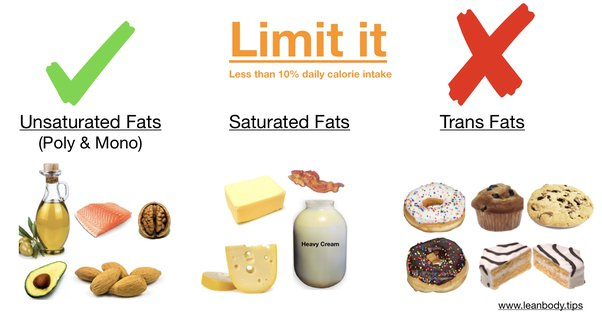 Limit it
Less than 10% daily calorie intake
Unsaturated Fats
(Poly & Mono)
Saturated Fats
Trans Fats
Heavy Cream
www.leanbody.tips